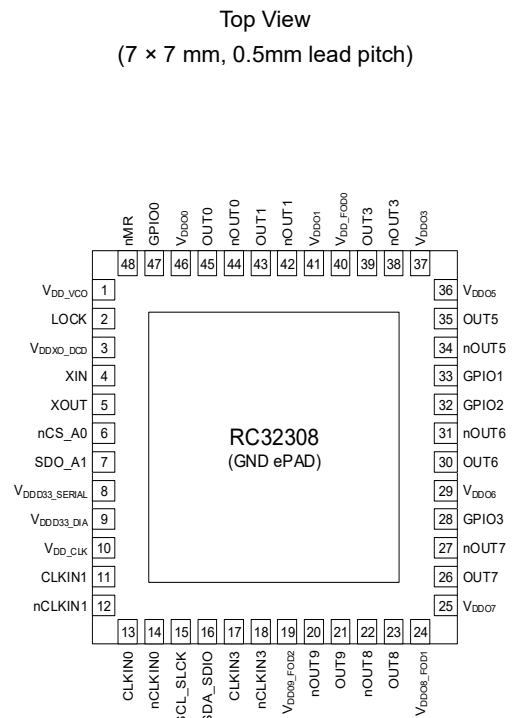 Top View
(7 × 7 mm, 0.5mm lead pitch)
nMR
GPIO0
VDDO0
OUT0
nOUT0
OUT1
nOUT1
VDDO1
VDD_FOD0
OUT3
nOUT3
VDDO3
48 47 46 45 44 43 42 41 40 39 38 37
VDD_VCO 1
LOCK 2
VDDXO_DCD 3
XIN 4
XOUT 5
nCS_A0 6
SDO_A1 7
VDDD33_SERIAL 8
VDDD33_DIA 9
VDD_CLK 10
CLKIN1 11
nCLKIN1 12
RC32308
(GND ePAD)
36 VDDO5
35 OUT5
34 nOUT5
33 GPIO1
32 GPIO2
31 nOUT6
30 OUT6
29 VDDO6
28 GPIO3
27 nOUT7
26 OUT7
25 VDDO7
13 14 15 16 17 18 19 20 21 22 23 24
CLKIN0
nCLKIN0
SCL_SLCK
SDA_SDIO
CLKIN3
nCLKIN3
VDDO9_FOD2
nOUT9
OUT9
nOUT8
OUT8
VDDO8_FOD1